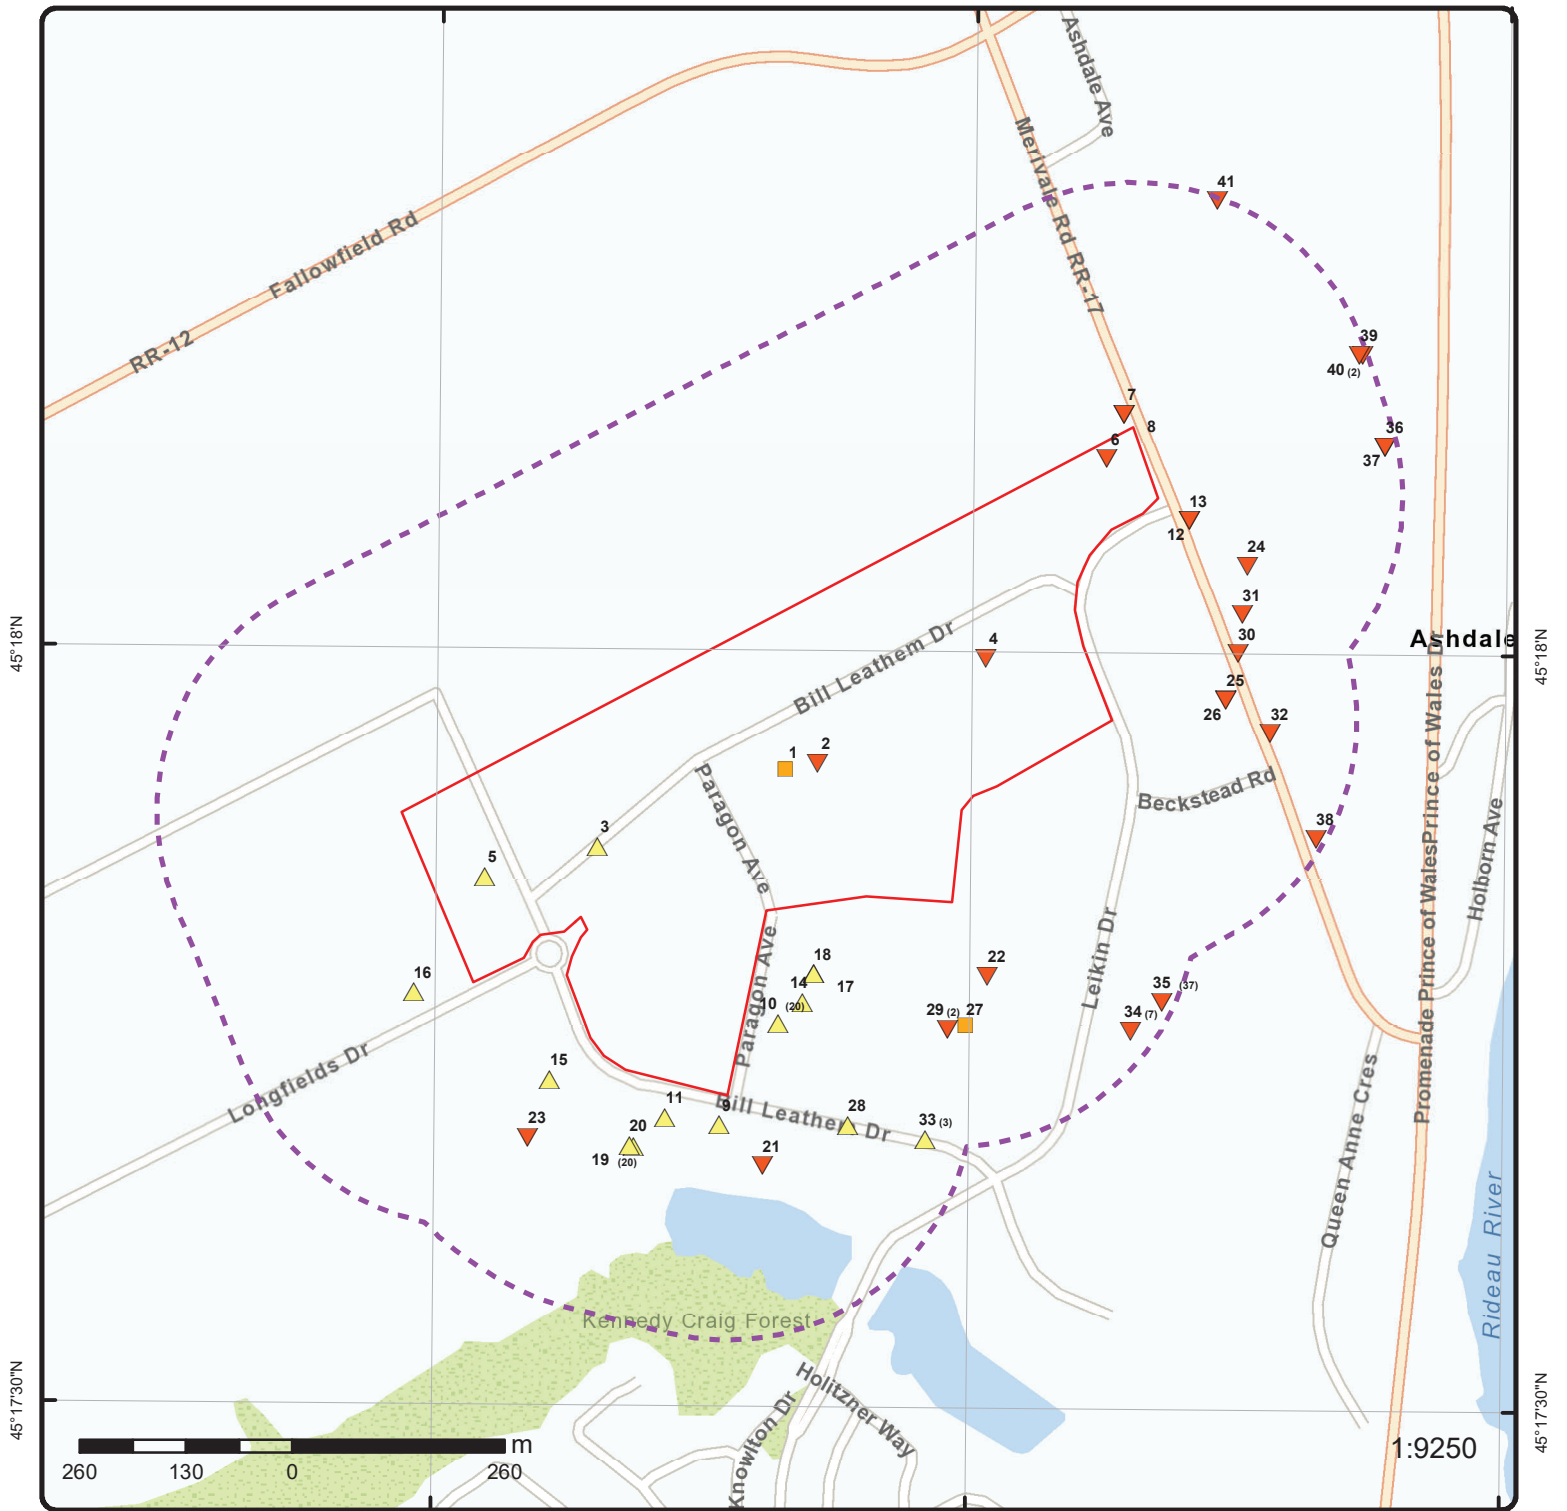 Ashdale Ave
Merivale Rd RR-17
Fallowfield Rd
RR-12
41
39
40 (2)
36
37
7
8
6
13
12
24
31
30
25
26
32
38
45°18'N
45°18'N
Ashdale
4
Bill Leathem Dr
1
2
Paragon Ave
3
5
Beckstead Rd
Promenade Prince of WalesPrince of Wales Dr
Holborn Ave
Leikin Dr
16
18
17
14
10 (20)
Paragon Ave
22
29 (2)
27
35 (37)
34 (7)
Longfields Dr
15
11
9
Bill Leathem Dr
28
33 (3)
23
20
19 (20)
21
Queen Anne Cres
Rideau River
Kennedy Craig Forest
Holitzner Way
Knowlton Dr
45°17'30"N
45°17'30"N
m
260 130 0 260
1:9250